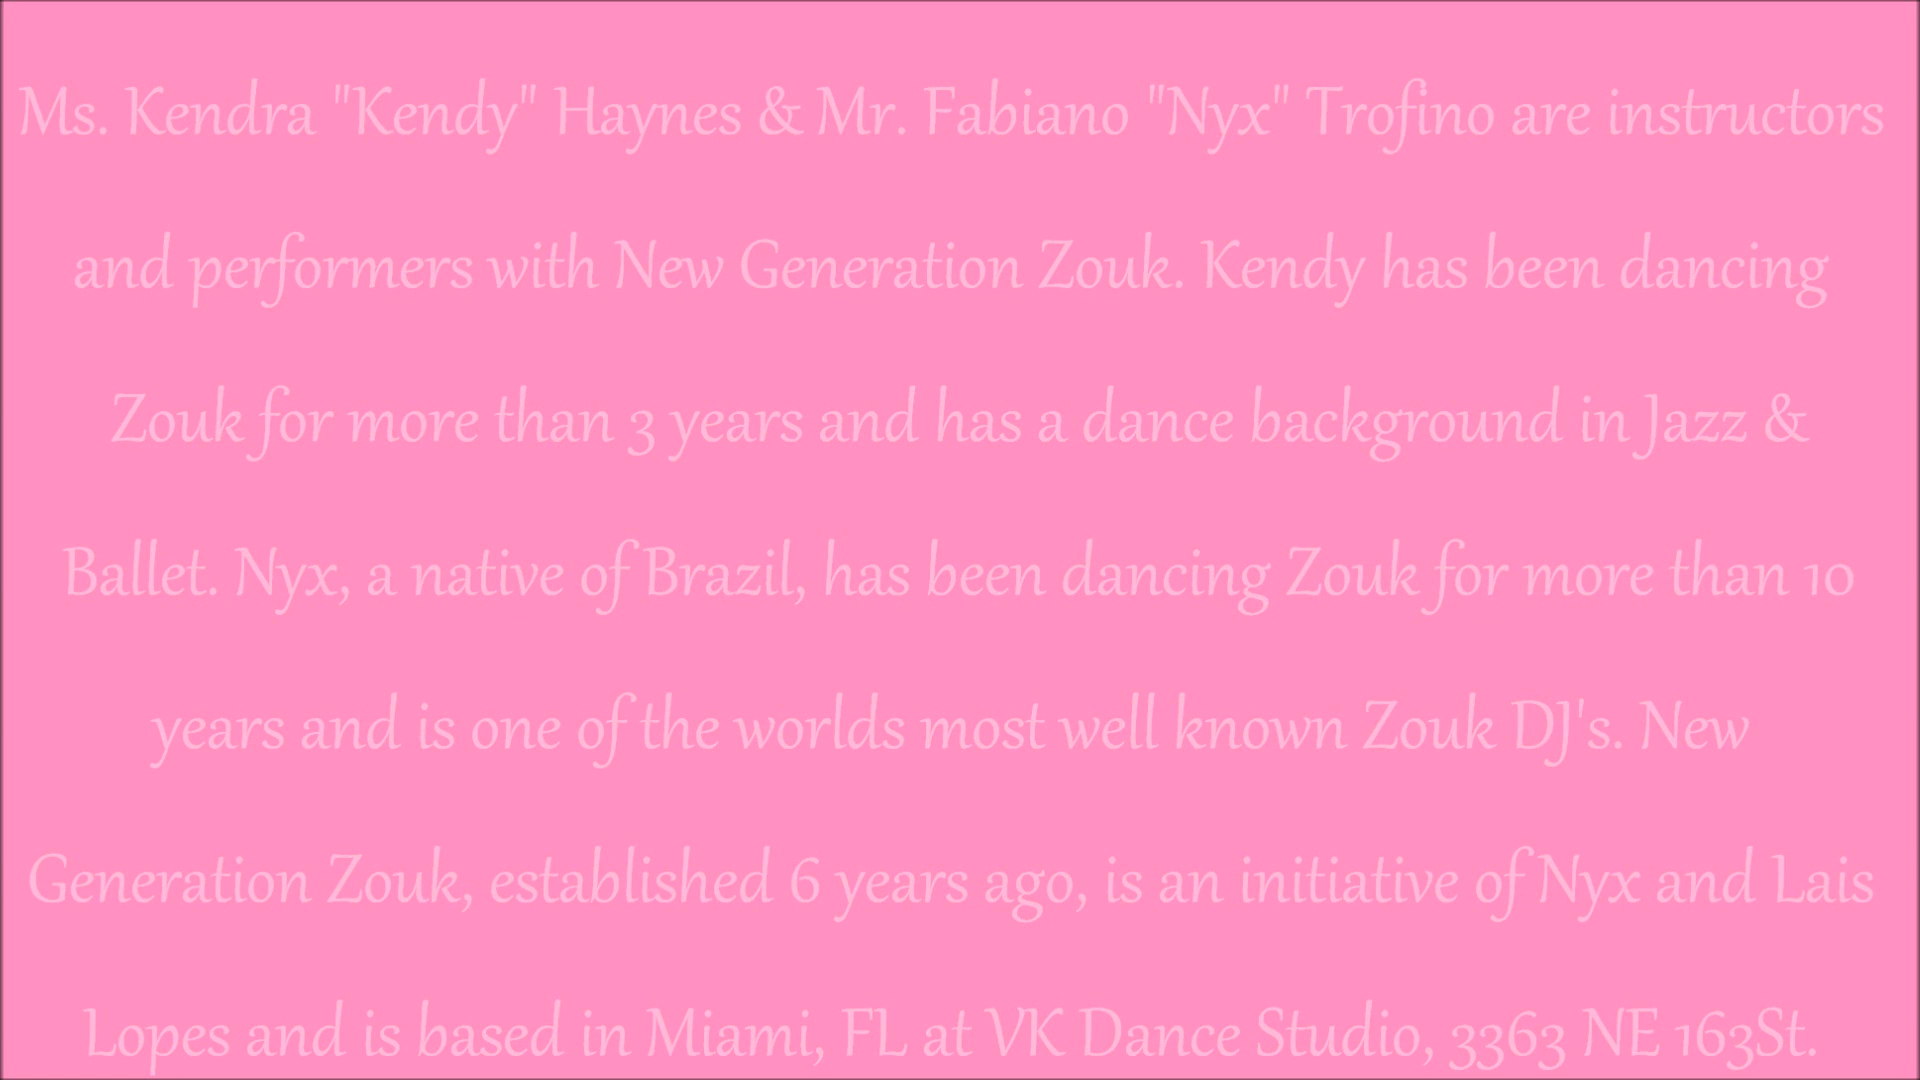 Ms. Kendra "Kendy" Haynes & Mr. Fabiano "Nyx" Trofino are instructors
and performers with New Generation Zouk. Kendy has been dancing
Zouk for more than 3 years and has a dance background in Jazz &
Ballet. Nyx, a native of Brazil, has been dancing Zouk for more than 10
years and is one of the worlds most well known Zouk DJ's. New
Generation Zouk, established 6 years ago, is an initiative of Nyx and Lais
Lopes and is based in Miami, FL at VK Dance Studio, 3363 NE 163St.